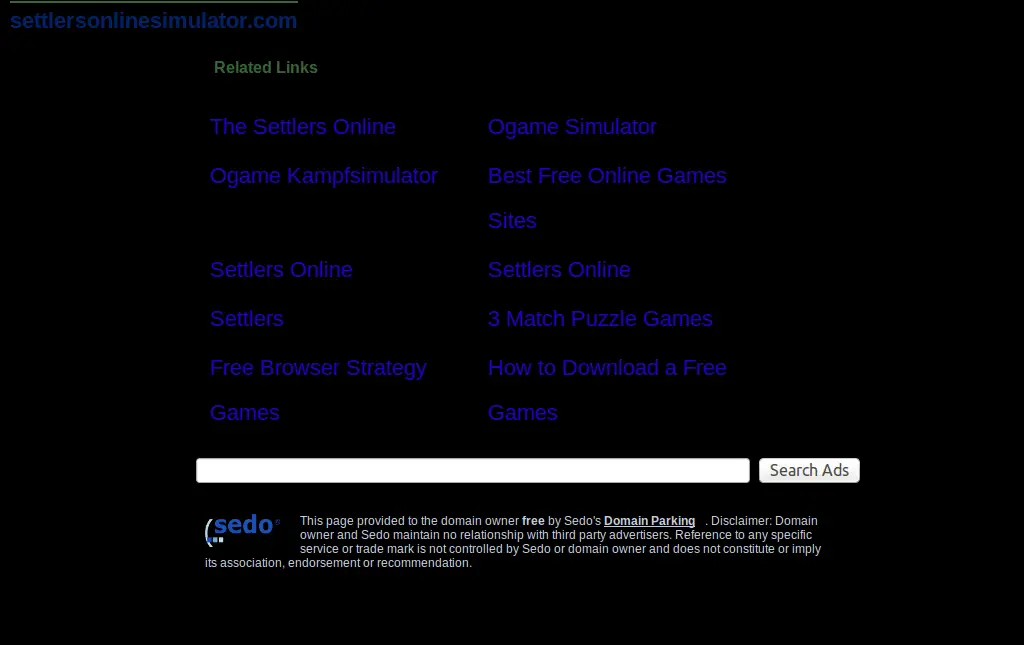 settlersonlinesimulator.com
Related Links
The Settlers Online
Ogame Simulator
Ogame Kampfsimulator
Best Free Online Games
Sites
Settlers Online
Settlers Online
Settlers
3 Match Puzzle Games
Free Browser Strategy
Games
How to Download a Free
Games
Search Ads
sedo
This page provided to the domain owner free by Sedo's Domain Parking . Disclaimer: Domain
owner and Sedo maintain no relationship with third party advertisers. Reference to any specific
service or trade mark is not controlled by Sedo or domain owner and does not constitute or imply
its association, endorsement or recommendation.